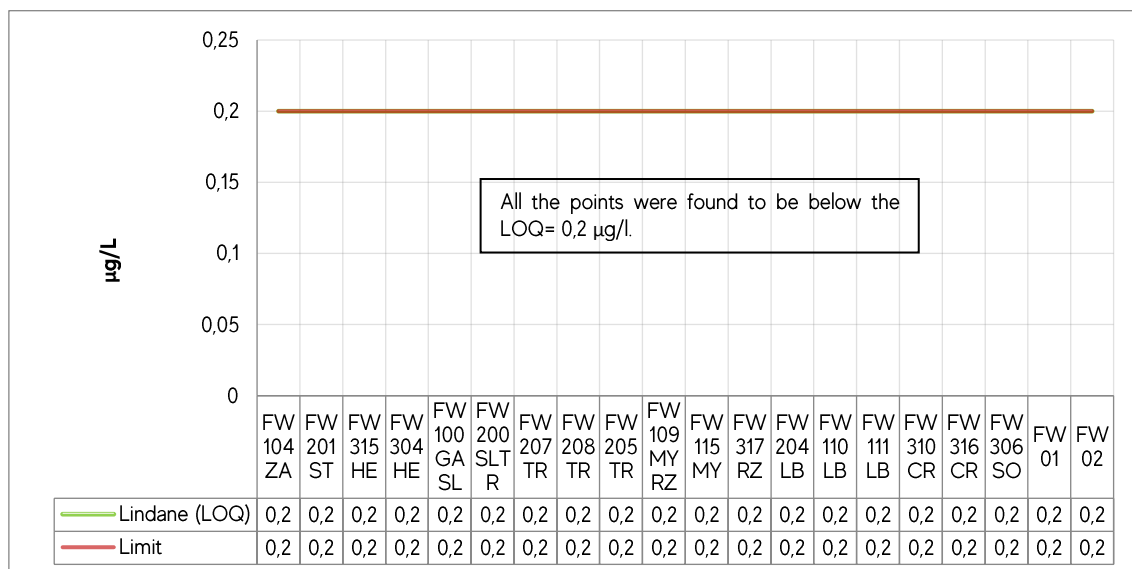 0,25
0,2
0,15
0,1
0,05
0
µg/L
All the points were found to be below the
LOQ= 0,2 µg/l.
FW 104 ZA
FW 201 ST
FW 315 HE
FW 304 HE
FW 100 GA SL
FW 200 SLT R
FW 207 TR
FW 208 TR
FW 205 TR
FW 109 MY RZ
FW 115 MY
FW 317 RZ
FW 204 LB
FW 110 LB
FW 111 LB
FW 310 CR
FW 316 CR
FW 306 SO
FW 01
FW 02
Lindane (LOQ) 0,2 0,2 0,2 0,2 0,2 0,2 0,2 0,2 0,2 0,2 0,2 0,2 0,2 0,2 0,2 0,2 0,2 0,2 0,2 0,2
Limit 0,2 0,2 0,2 0,2 0,2 0,2 0,2 0,2 0,2 0,2 0,2 0,2 0,2 0,2 0,2 0,2 0,2 0,2 0,2 0,2